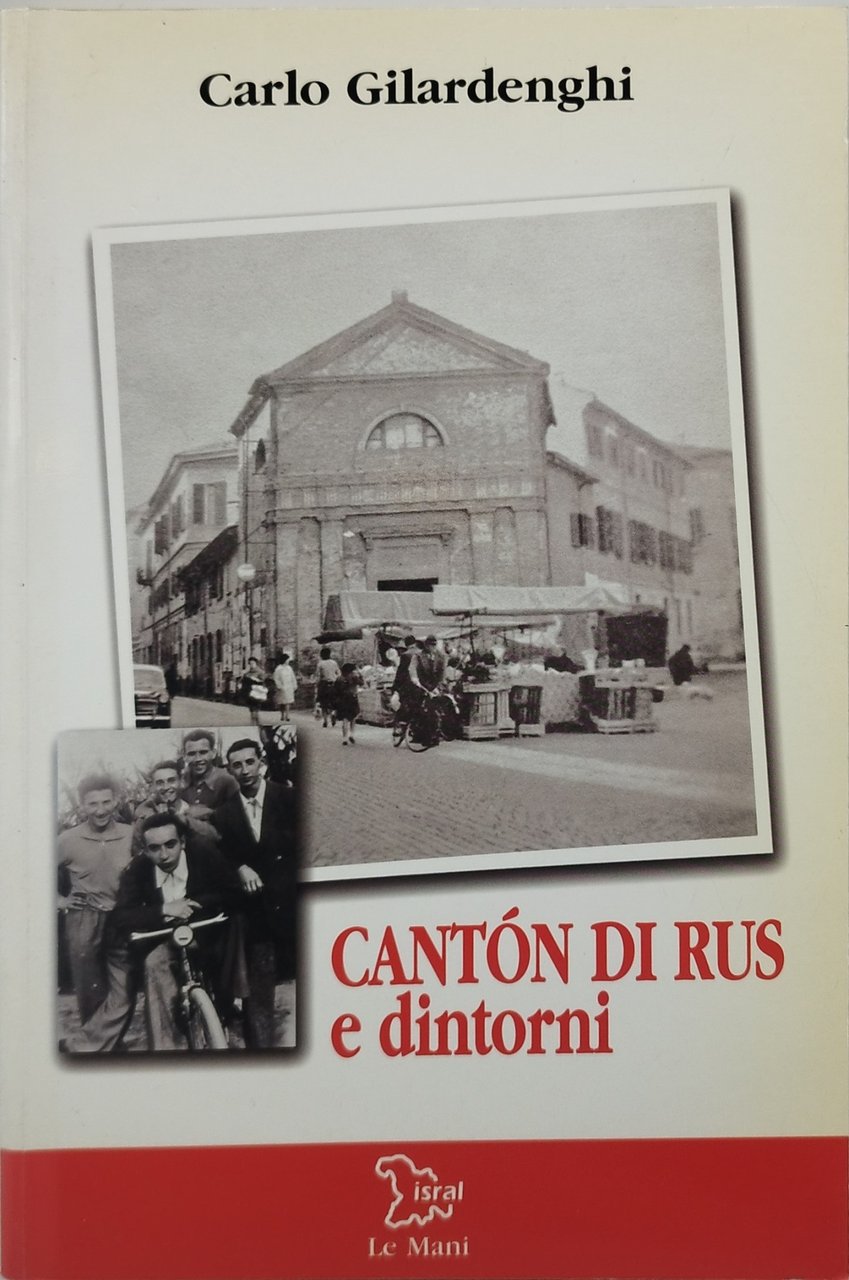 Carlo Gilardenghi
CANTÓN DI RUS
e dintorni
isral
Le Mani